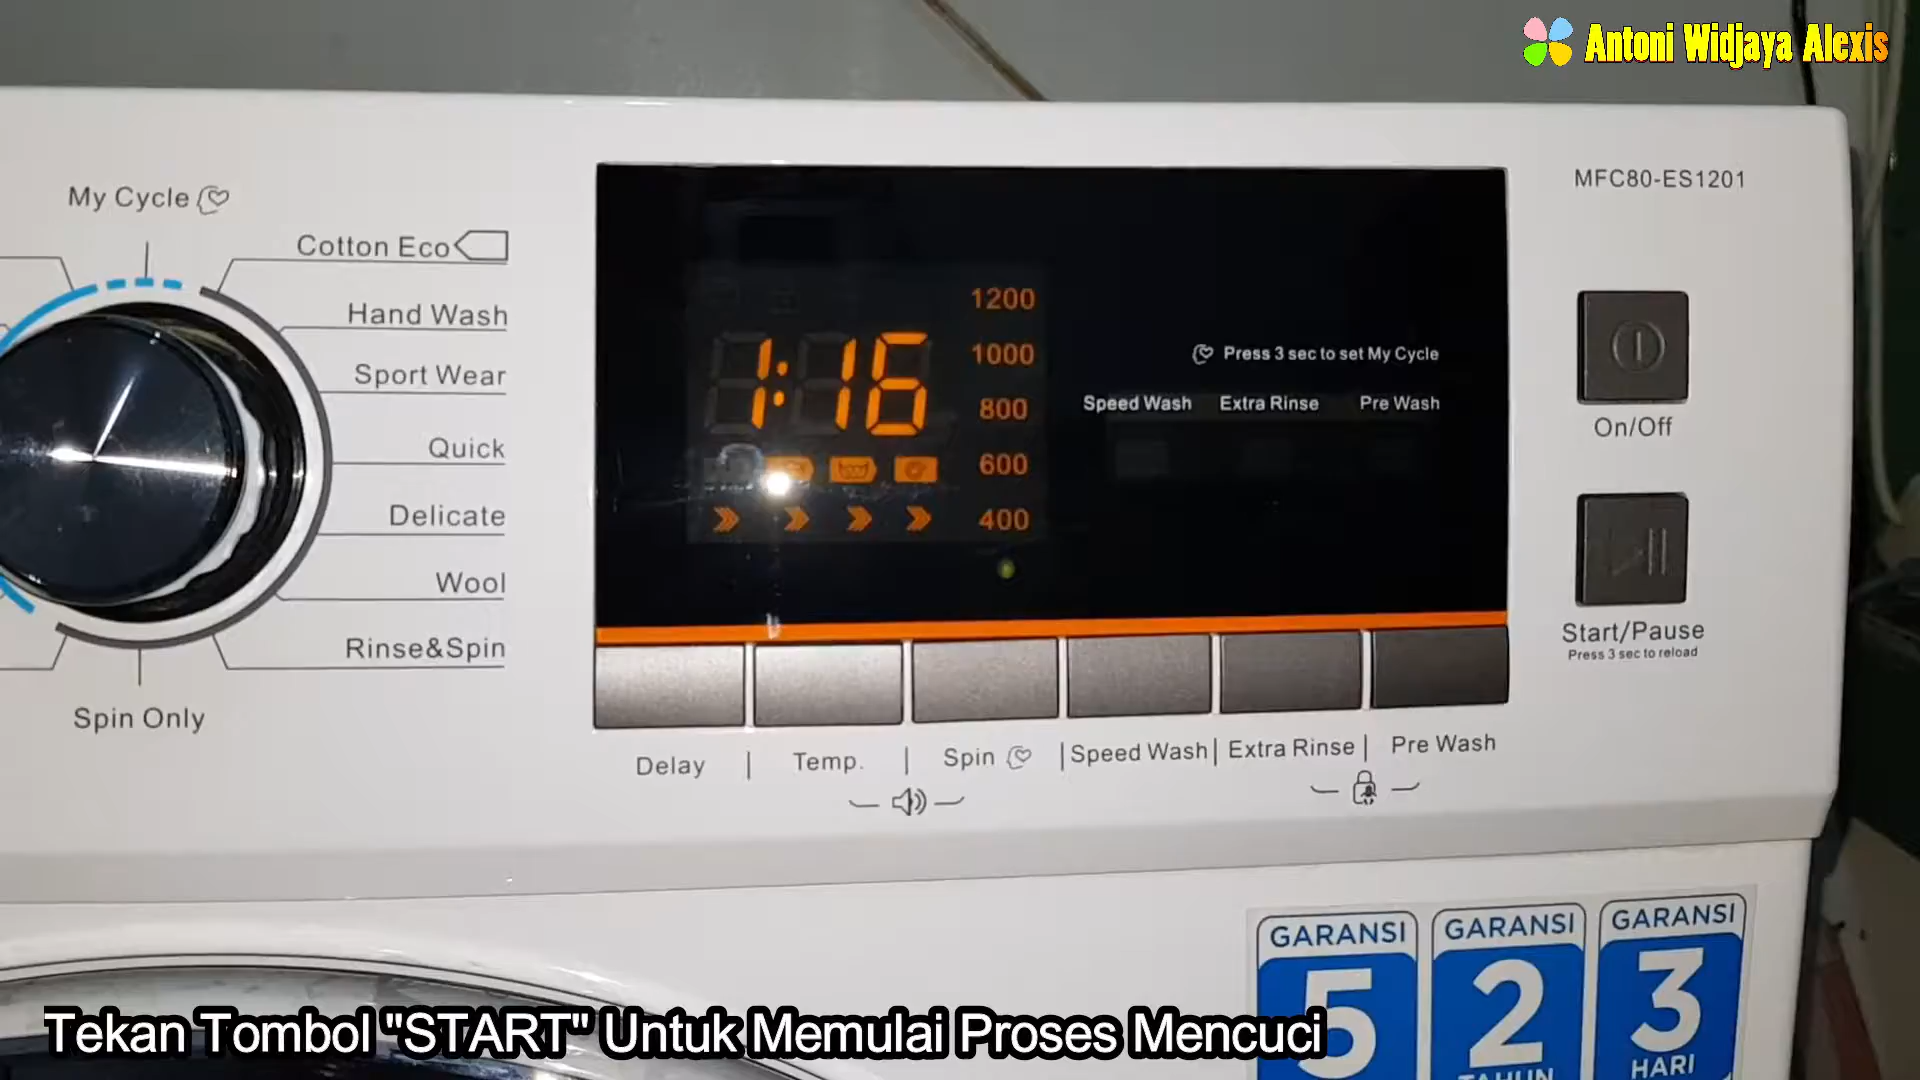 Antoni Widjaya Alexis
MFC80-ES1201
My Cycle
Cotton Eco
Hand Wash
Sport Wear
Quick
Delicate
Wool
Rinse&Spin
Spin Only
1:16
1200
1000
800
600
400
Press 3 sec to set My Cycle
Speed Wash Extra Rinse Pre Wash
On/Off
Start/Pause
Press 3 sec to reload
Delay | Temp. | Spin | Speed Wash | Extra Rinse | Pre Wash
GARANSI
5
GARANSI
2
TAHUN
GARANSI
3
HARI
Tekan Tombol "START" Untuk Memulai Proses Mencuci